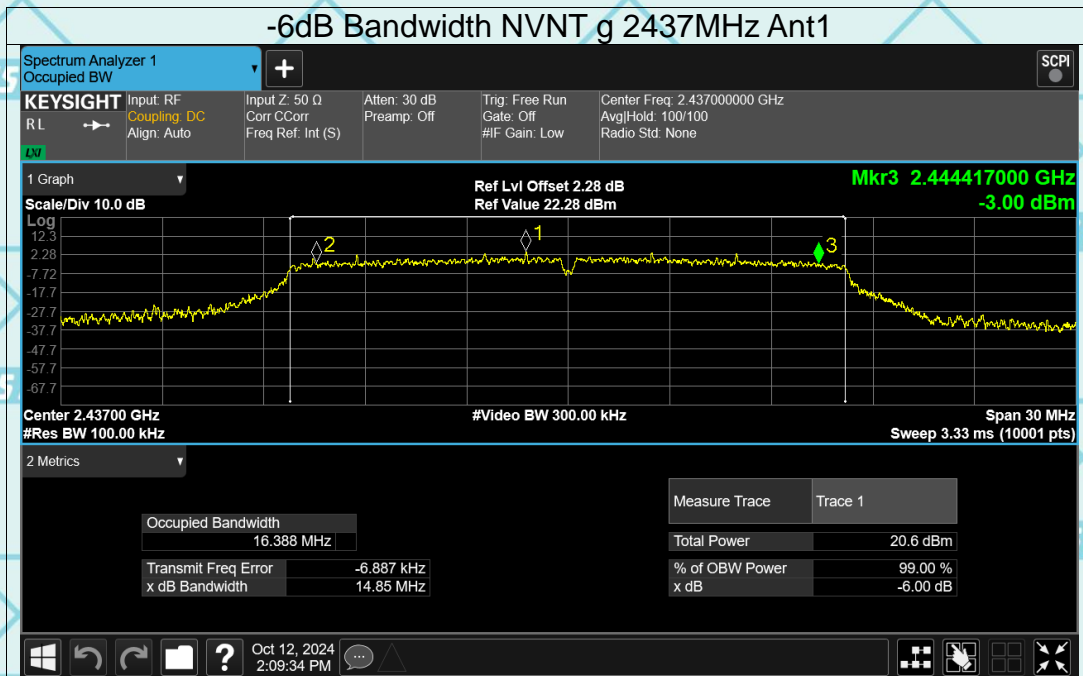 -6dB Bandwidth NVNT g 2437MHz Ant1
Spectrum Analyzer 1
Occupied BW
+
SCPI
KEYSIGHT
RL
LXI
Input: RF
Coupling: DC
Align: Auto
Input Z: 50 Ω
Corr CCorr
Freq Ref: Int (S)
Atten: 30 dB
Preamp: Off
Trig: Free Run
Gate: Off
#IF Gain: Low
Center Freq: 2.437000000 GHz
Avg|Hold: 100/100
Radio Std: None
1 Graph
Scale/Div 10.0 dB
Ref Lvl Offset 2.28 dB
Ref Value 22.28 dBm
Mkr3 2.444417000 GHz
-3.00 dBm
Log
12.3
2.28
-7.72
-17.7
-27.7
-37.7
-47.7
-57.7
-67.7
2
1
3
Center 2.43700 GHz
#Res BW 100.00 kHz
#Video BW 300.00 kHz
Span 30 MHz
Sweep 3.33 ms (10001 pts)
2 Metrics
Occupied Bandwidth
16.388 MHz
Transmit Freq Error -6.887 kHz
x dB Bandwidth 14.85 MHz
Measure Trace Trace 1
Total Power 20.6 dBm
% of OBW Power 99.00 %
x dB -6.00 dB
?
Oct 12, 2024
2:09:34 PM